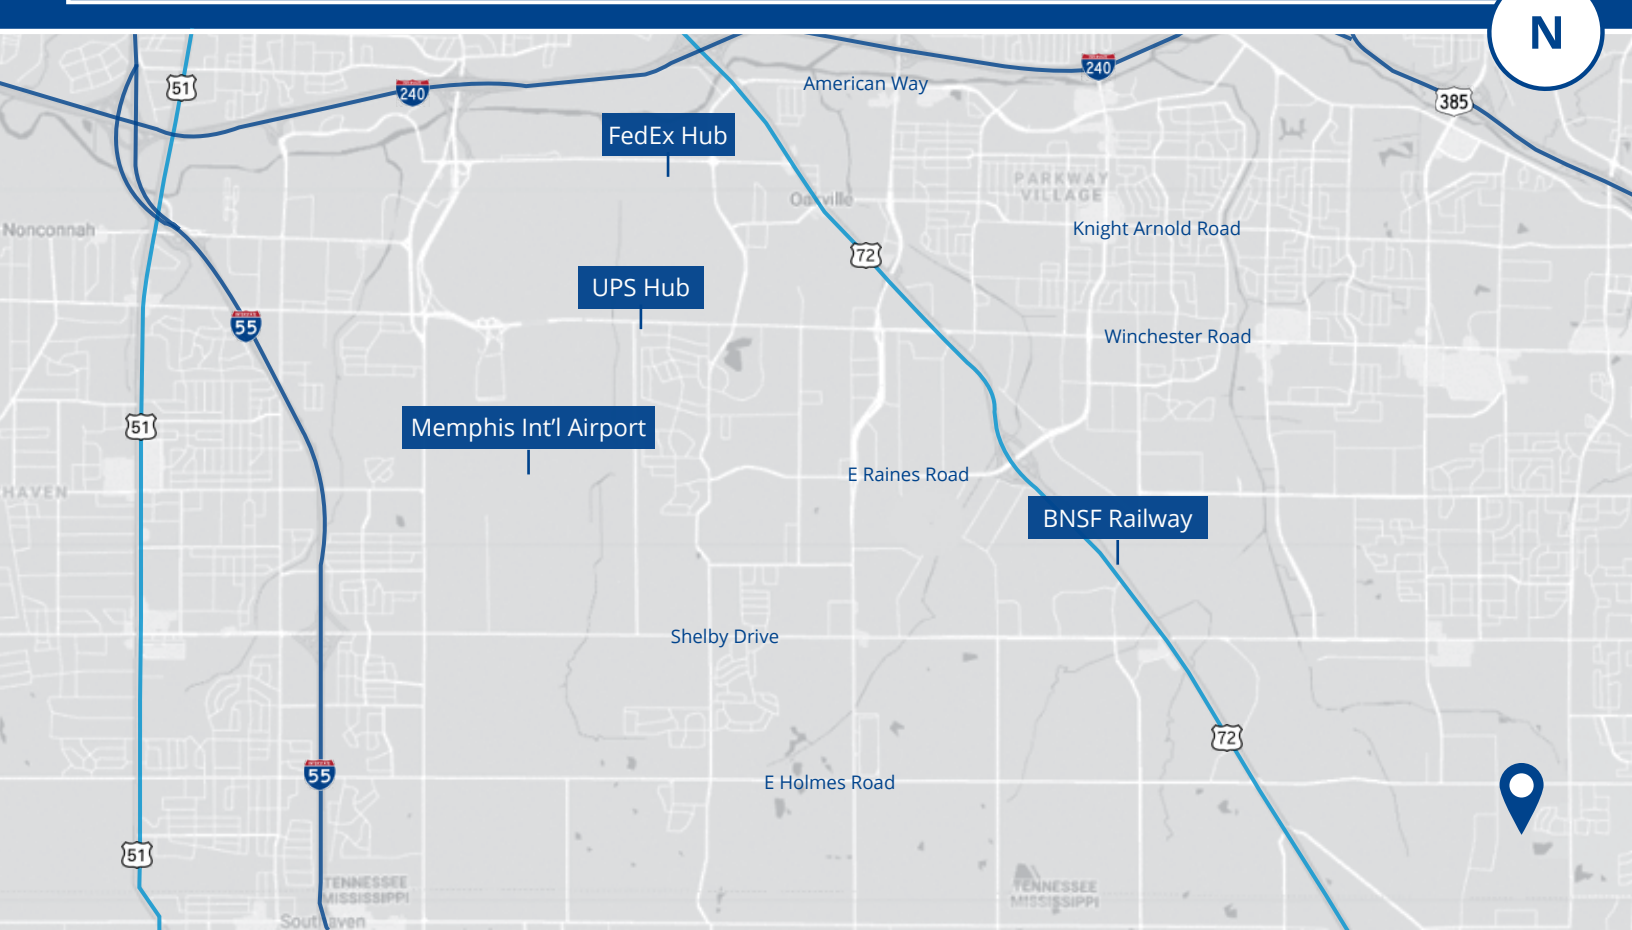 N
51
240
240
American Way
385
FedEx Hub
PARKWAY
VILLAGE
Oakville
Nonconnah
Knight Arnold Road
72
UPS Hub
55
Winchester Road
51
Memphis Int'l Airport
E Raines Road
HAVEN
BNSF Railway
Shelby Drive
72
55
E Holmes Road
51
TENNESSEE
MISSISSIPPI
TENNESSEE
MISSISSIPPI
Southaven